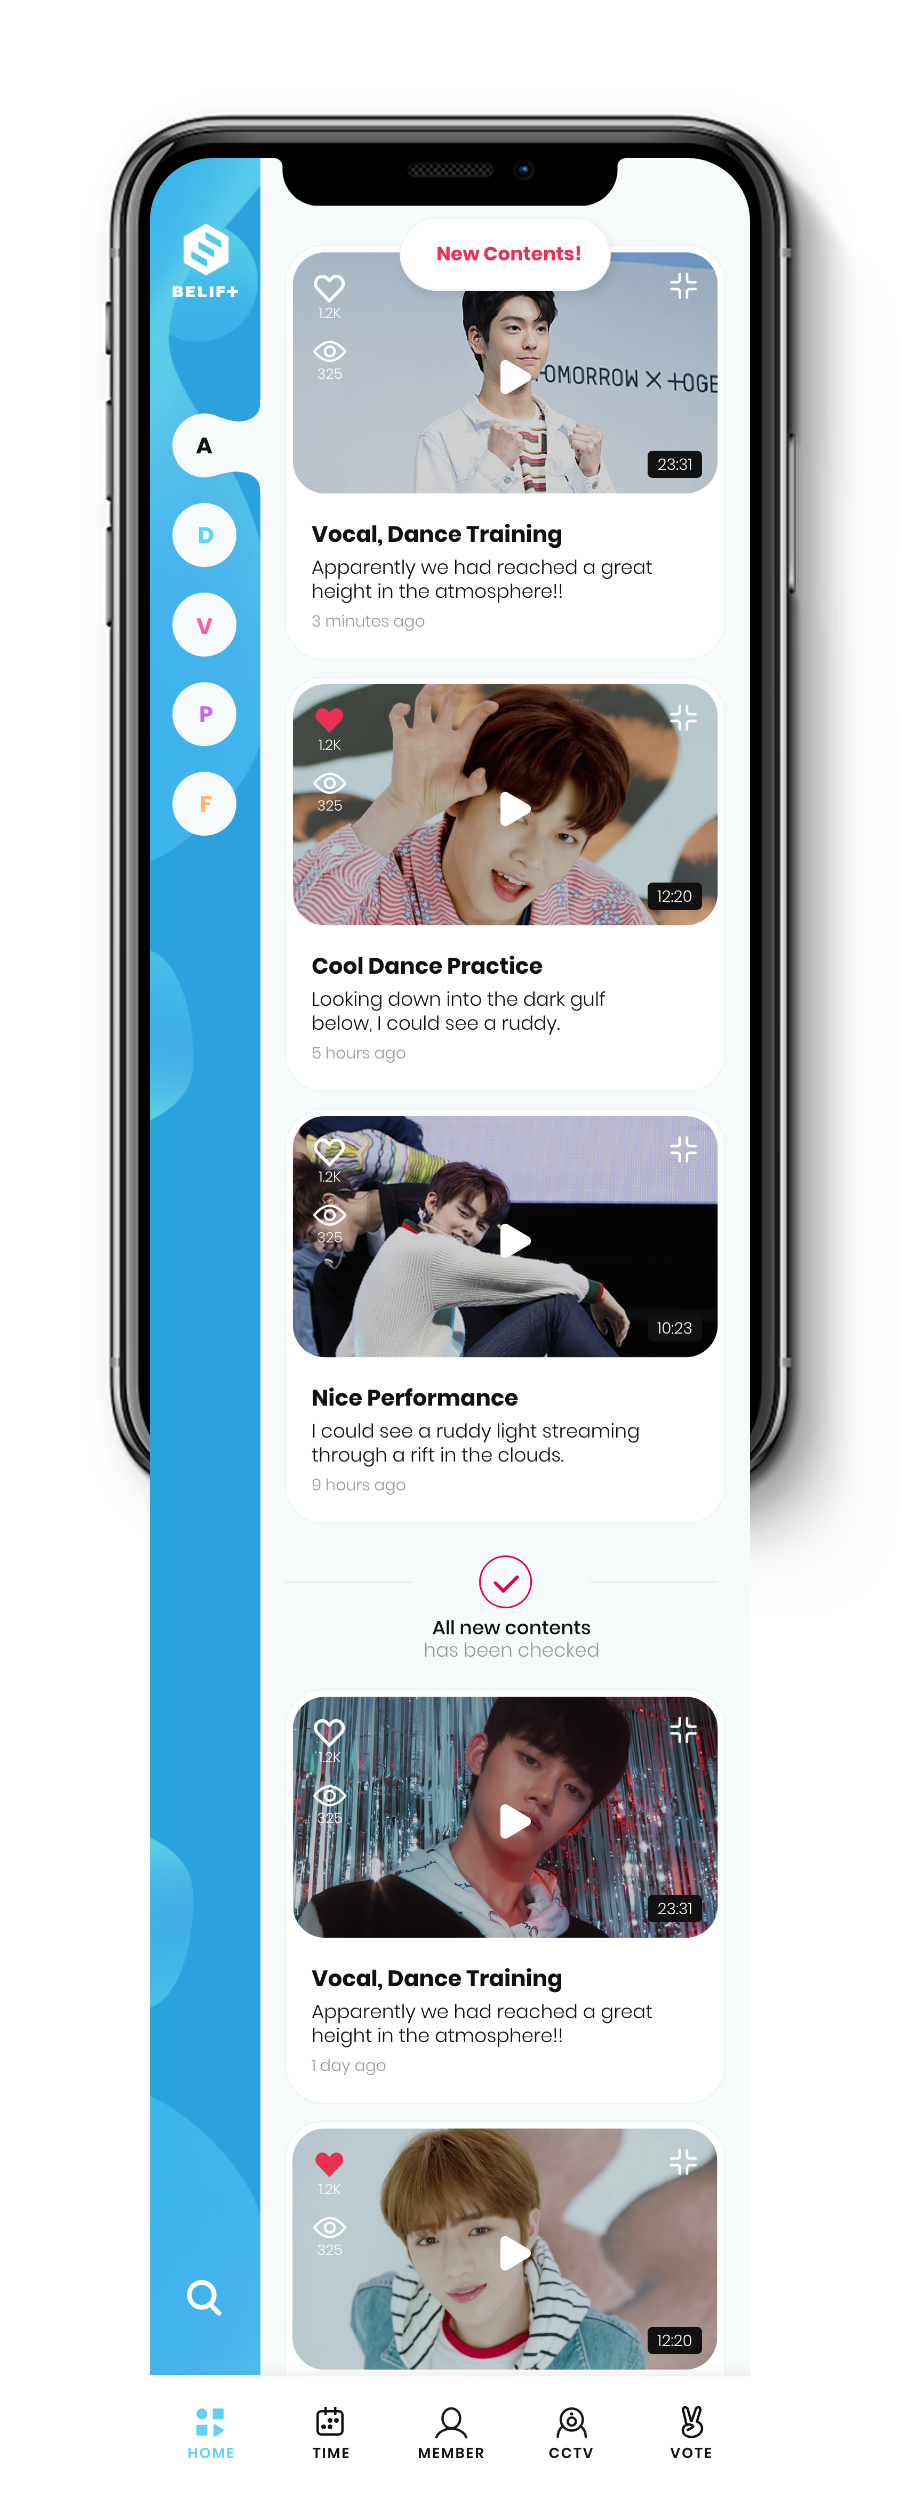 BELIF+
A
D
V
P
F
New Contents!
1.2K
325
TOMORROW X TOGE
23:31
Vocal, Dance Training
Apparently we had reached a great
height in the atmosphere!!
3 minutes ago
1.2K
325
12:20
Cool Dance Practice
Looking down into the dark gulf
below, I could see a ruddy.
5 hours ago
1.2K
325
10:23
Nice Performance
I could see a ruddy light streaming
through a rift in the clouds.
9 hours ago
All new contents
has been checked
1.2K
325
23:31
Vocal, Dance Training
Apparently we had reached a great
height in the atmosphere!!
1 day ago
1.2K
325
12:20
HOME
TIME
MEMBER
CCTV
VOTE